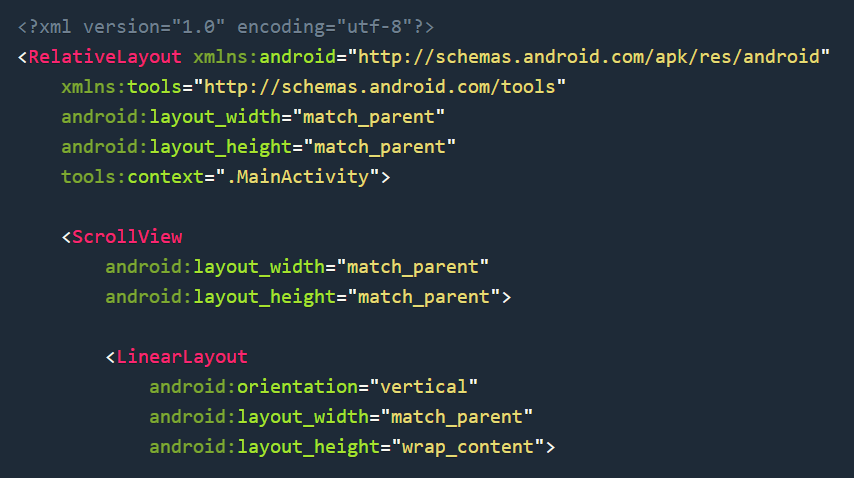 <?xml version="1.0" encoding="utf-8"?>
<RelativeLayout xmlns:android="http://schemas.android.com/apk/res/android"
    xmlns:tools="http://schemas.android.com/tools"
    android:layout_width="match_parent"
    android:layout_height="match_parent"
    tools:context=".MainActivity">

    <ScrollView
        android:layout_width="match_parent"
        android:layout_height="match_parent">

        <LinearLayout
            android:orientation="vertical"
            android:layout_width="match_parent"
            android:layout_height="wrap_content">